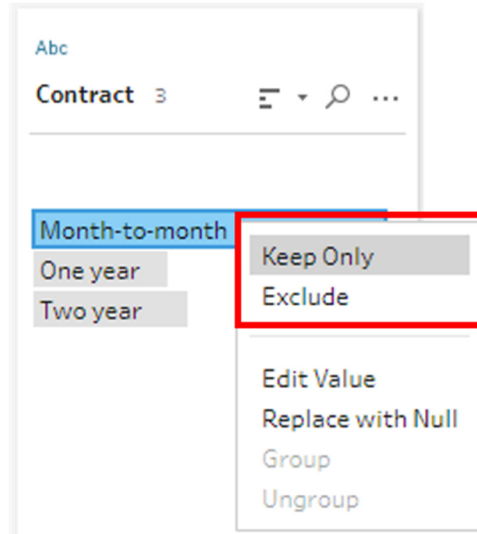 Abc
Contract 3 ...
Month-to-month
One year
Two year
Keep Only
Exclude
Edit Value
Replace with Null
Group
Ungroup